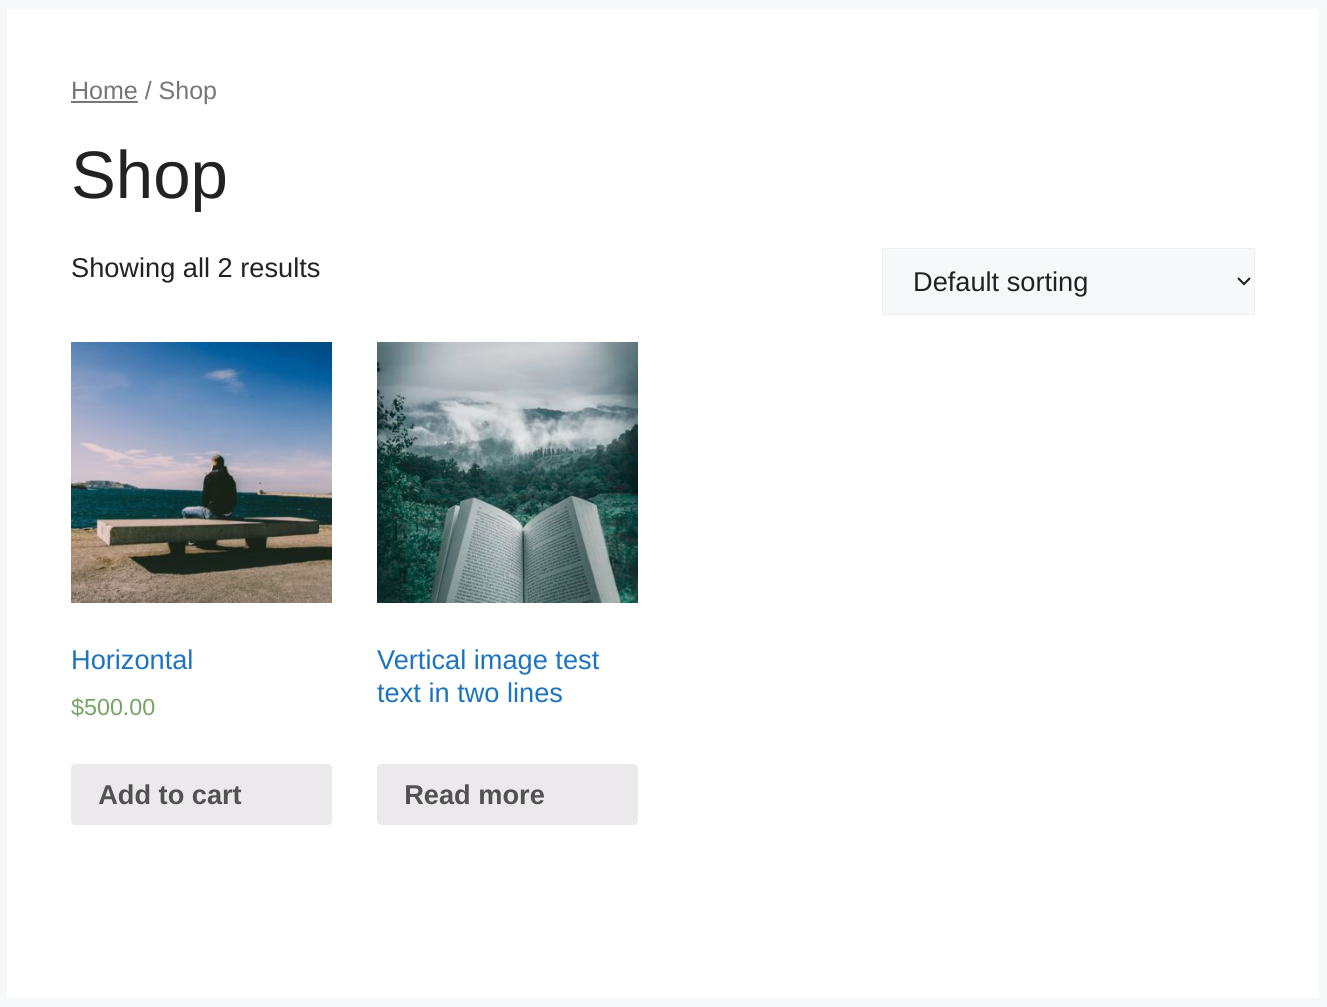 Home / Shop
Shop
Showing all 2 results
Default sorting
Horizontal
$500.00
Add to cart
Vertical image test
text in two lines
Read more